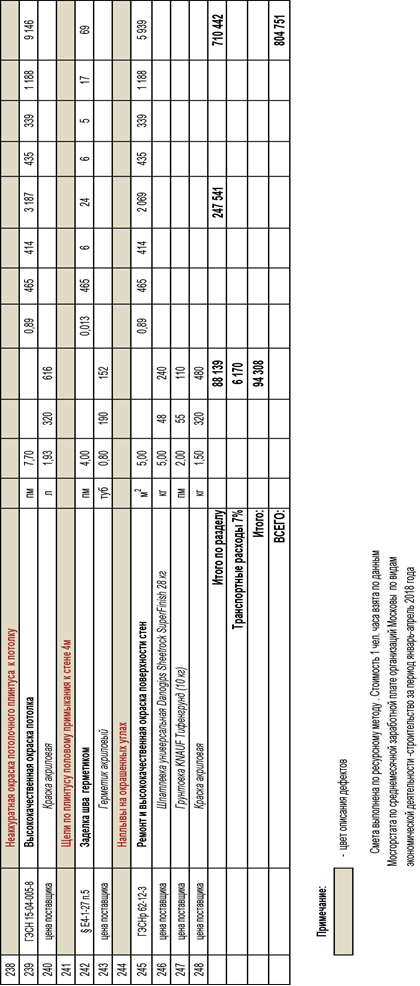 238 Неаккуратная окраска потолочного плинтуса к потолку
239 ГЭСН 15-04-005-8 Высококачественная окраска потолка пм 7,70 0,89 465 414 3 187 435 339 1 188 9 146
240 цена поставщика Краска акриловая л 1,93 320 616
241 Щели по плинтусу половому примыкания к стене 4м
242 § Е4-1-27 п.5 Заделка шва герметиком пм 4,00 0,013 465 6 24 6 5 17 69
243 цена поставщика Герметик акриловый туб 0,80 190 152
244 Наплывы на окрашенных углах
245 ГЭСНр 62-12-3 Ремонт и высококачественная окраска поверхности стен м² 5,00 0,89 465 414 2 069 435 339 1 188 5 939
246 цена поставщика Шпатлевка универсальная Danogips Sheetrock SuperFinish 28 кг кг 5,00 48 240
247 цена поставщика Грунтовка KNAUF Тифенгрунд (10 кг) пм 2,00 55 110
248 цена поставщика Краска акриловая кг 1,50 320 480
Итого по разделу 88 139 247 541 710 442
Транспортные расходы 7% 6 170
Итого: 94 308
ВСЕГО: 804 751
Примечание:
- цвет описания дефектов
Смета выполнена по ресурсному методу . Стоимость 1 чел. часа взята по данным
Мосгорстата по среднемесячной заработной плате организаций Московы по видам
экономической деятельности -строительство за период январь-апрель 2018 года